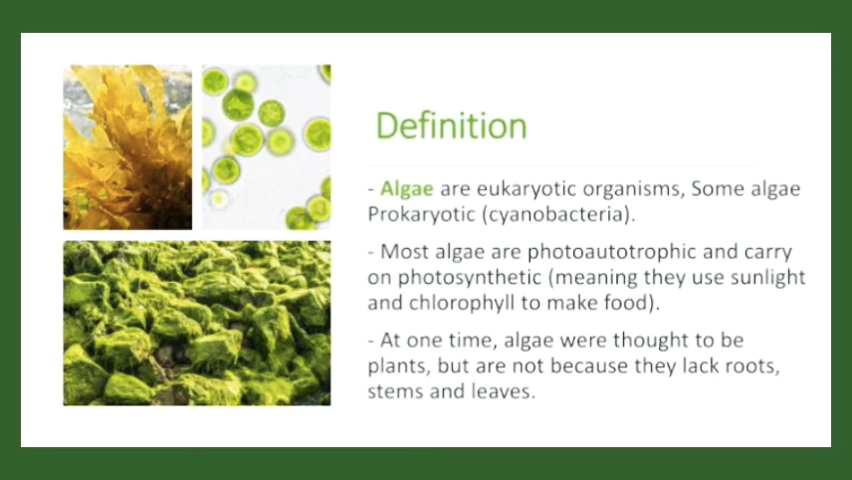 Definition
- Algae are eukaryotic organisms, Some algae
Prokaryotic (cyanobacteria).
- Most algae are photoautotrophic and carry
on photosynthetic (meaning they use sunlight
and chlorophyll to make food).
- At one time, algae were thought to be
plants, but are not because they lack roots,
stems and leaves.